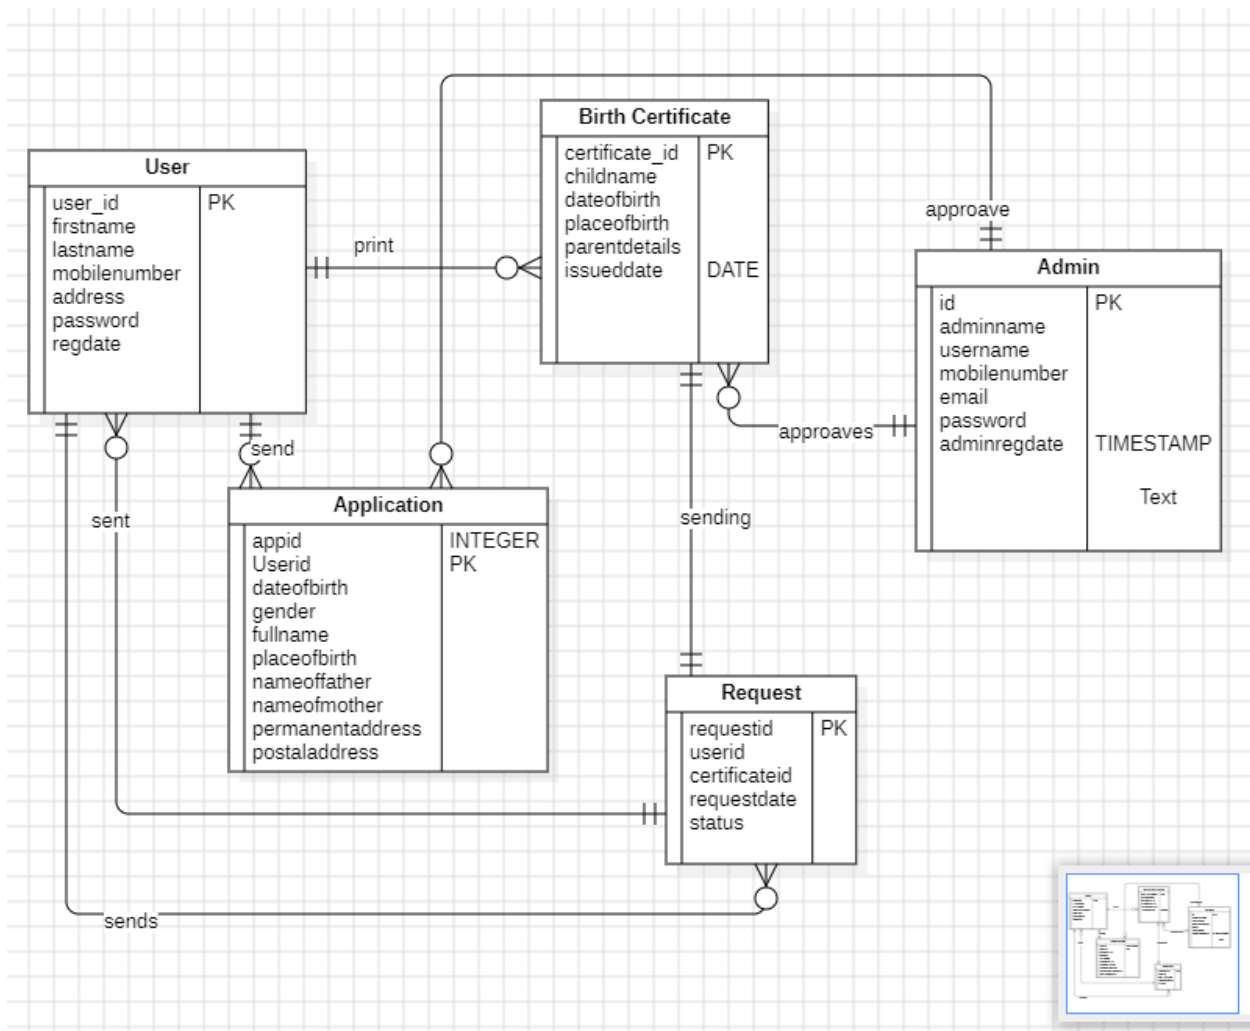 Birth Certificate
certificate_id PK
childname
dateofbirth
placeofbirth
parentdetails
issueddate DATE
User
user_id PK
firstname
lastname
mobilenumber
address
password
regdate
print
approave
Admin
id PK
adminname
username
mobilenumber
email
password
adminregdate TIMESTAMP
Text
approaves
send
sent
sending
Application
appid INTEGER
Userid PK
dateofbirth
gender
fullname
placeofbirth
nameoffather
nameofmother
permanentaddress
postaladdress
Request
requestid PK
userid
certificateid
requestdate
status
sends